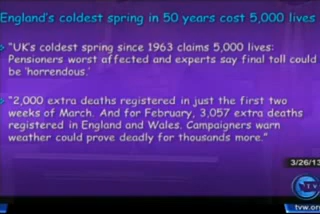 England's coldest spring in 50 years cost 5,000 lives
"UK's coldest spring since 1963 claims 5,000 lives:
Pensioners worst affected and experts say final toll could
be 'horrendous.'
"2,000 extra deaths registered in just the first two
weeks of March. And for February, 3,057 extra deaths
registered in England and Wales. Campaigners warn
weather could prove deadly for thousands more."
3/26/13
tvw
www.tvw.org